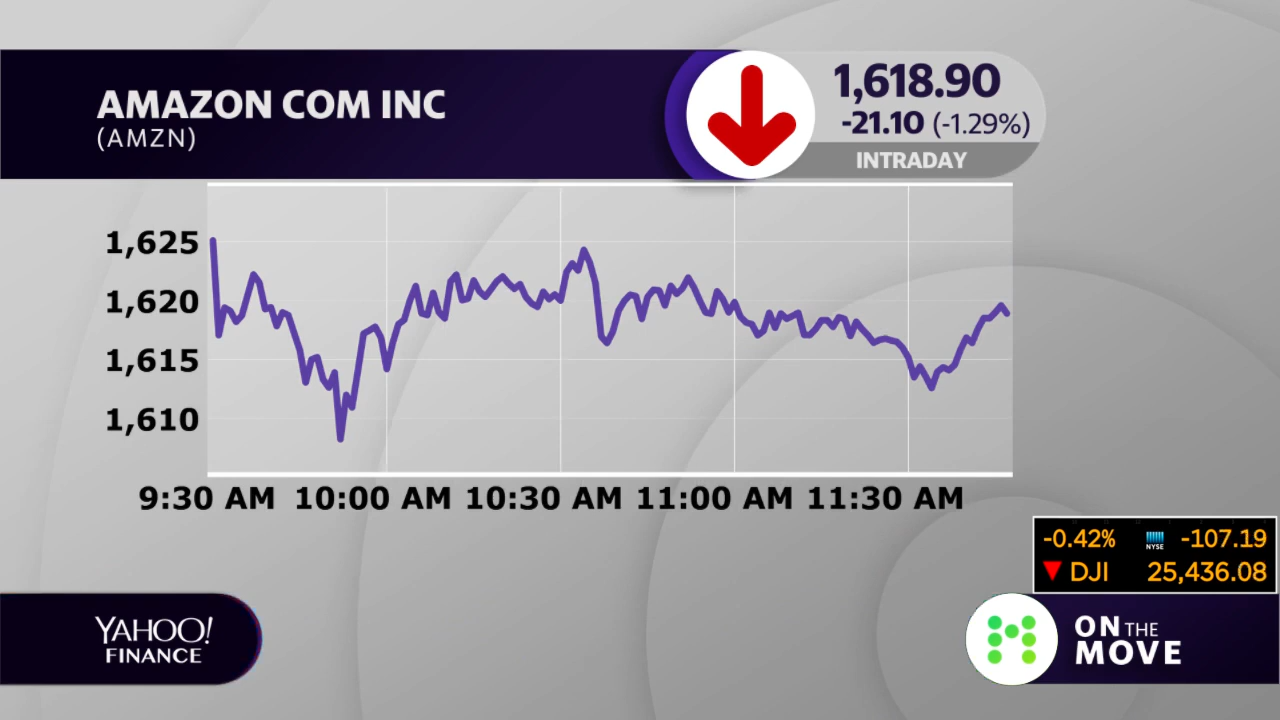 AMAZON COM INC
(AMZN)
1,618.90
-21.10 (-1.29%)
INTRADAY
1,625
1,620
1,615
1,610
9:30 AM 10:00 AM 10:30 AM 11:00 AM 11:30 AM
-0.42% NYSE -107.19
DJI 25,436.08
YAHOO!
FINANCE
ON THE
MOVE